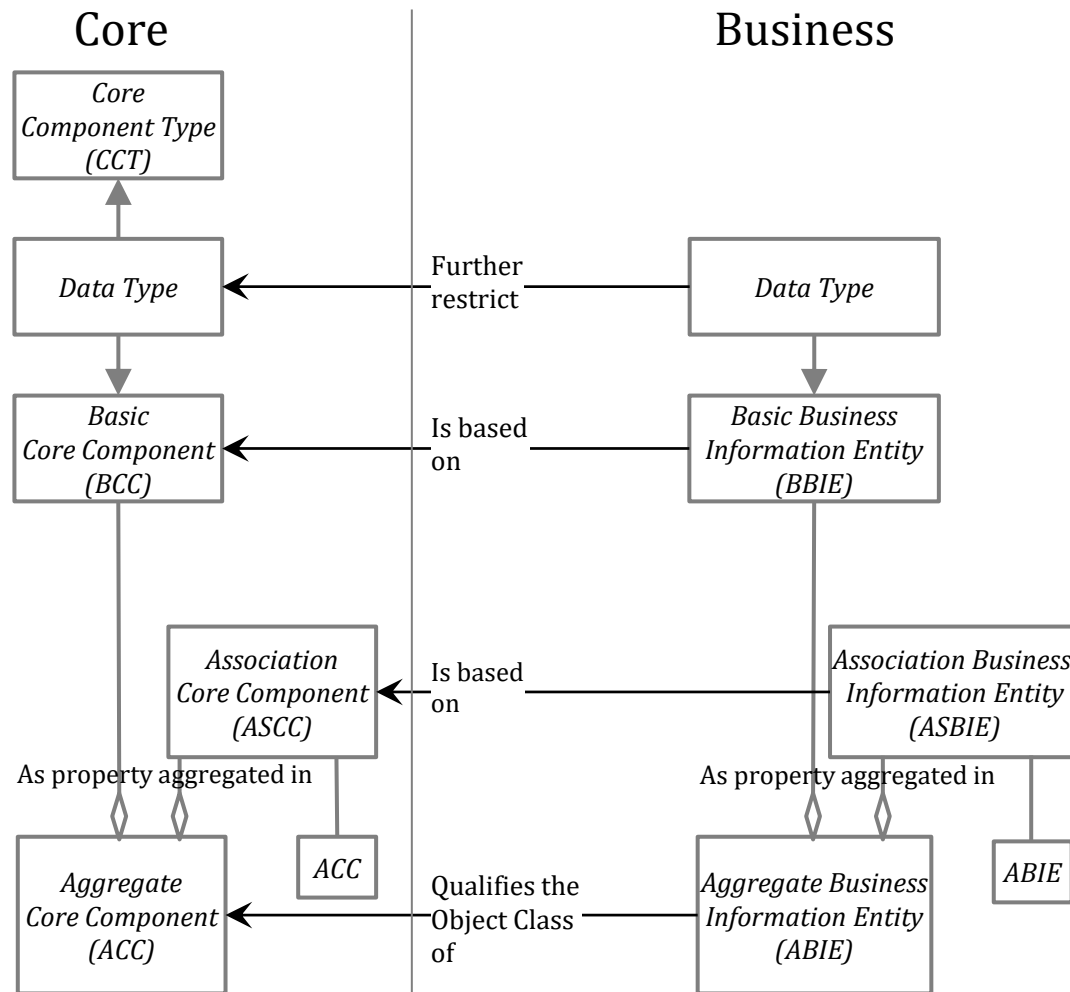 Core
Business
Core
Component Type
(CCT)
Data Type
Further
restrict
Data Type
Basic
Core Component
(BCC)
Is based
on
Basic Business
Information Entity
(BBIE)
Association
Core Component
(ASCC)
Is based
on
Association Business
Information Entity
(ASBIE)
As property aggregated in
As property aggregated in
ACC
ABIE
Aggregate
Core Component
(ACC)
Qualifies the
Object Class
of
Aggregate Business
Information Entity
(ABIE)